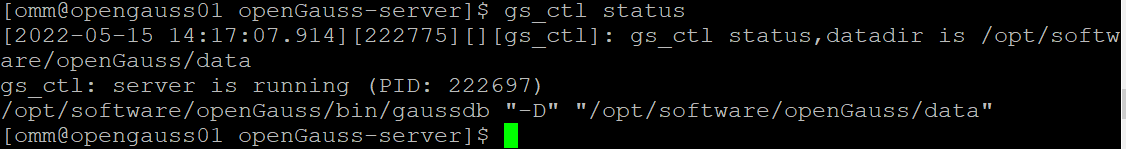 [omm@opengauss01 openGauss-server]$ gs_ctl status
[2022-05-15 14:17:07.914][222775][][gs_ctl]: gs_ctl status,datadir is /opt/softw
are/openGauss/data
gs_ctl: server is running (PID: 222697)
/opt/software/openGauss/bin/gaussdb "-D" "/opt/software/openGauss/data"
[omm@opengauss01 openGauss-server]$